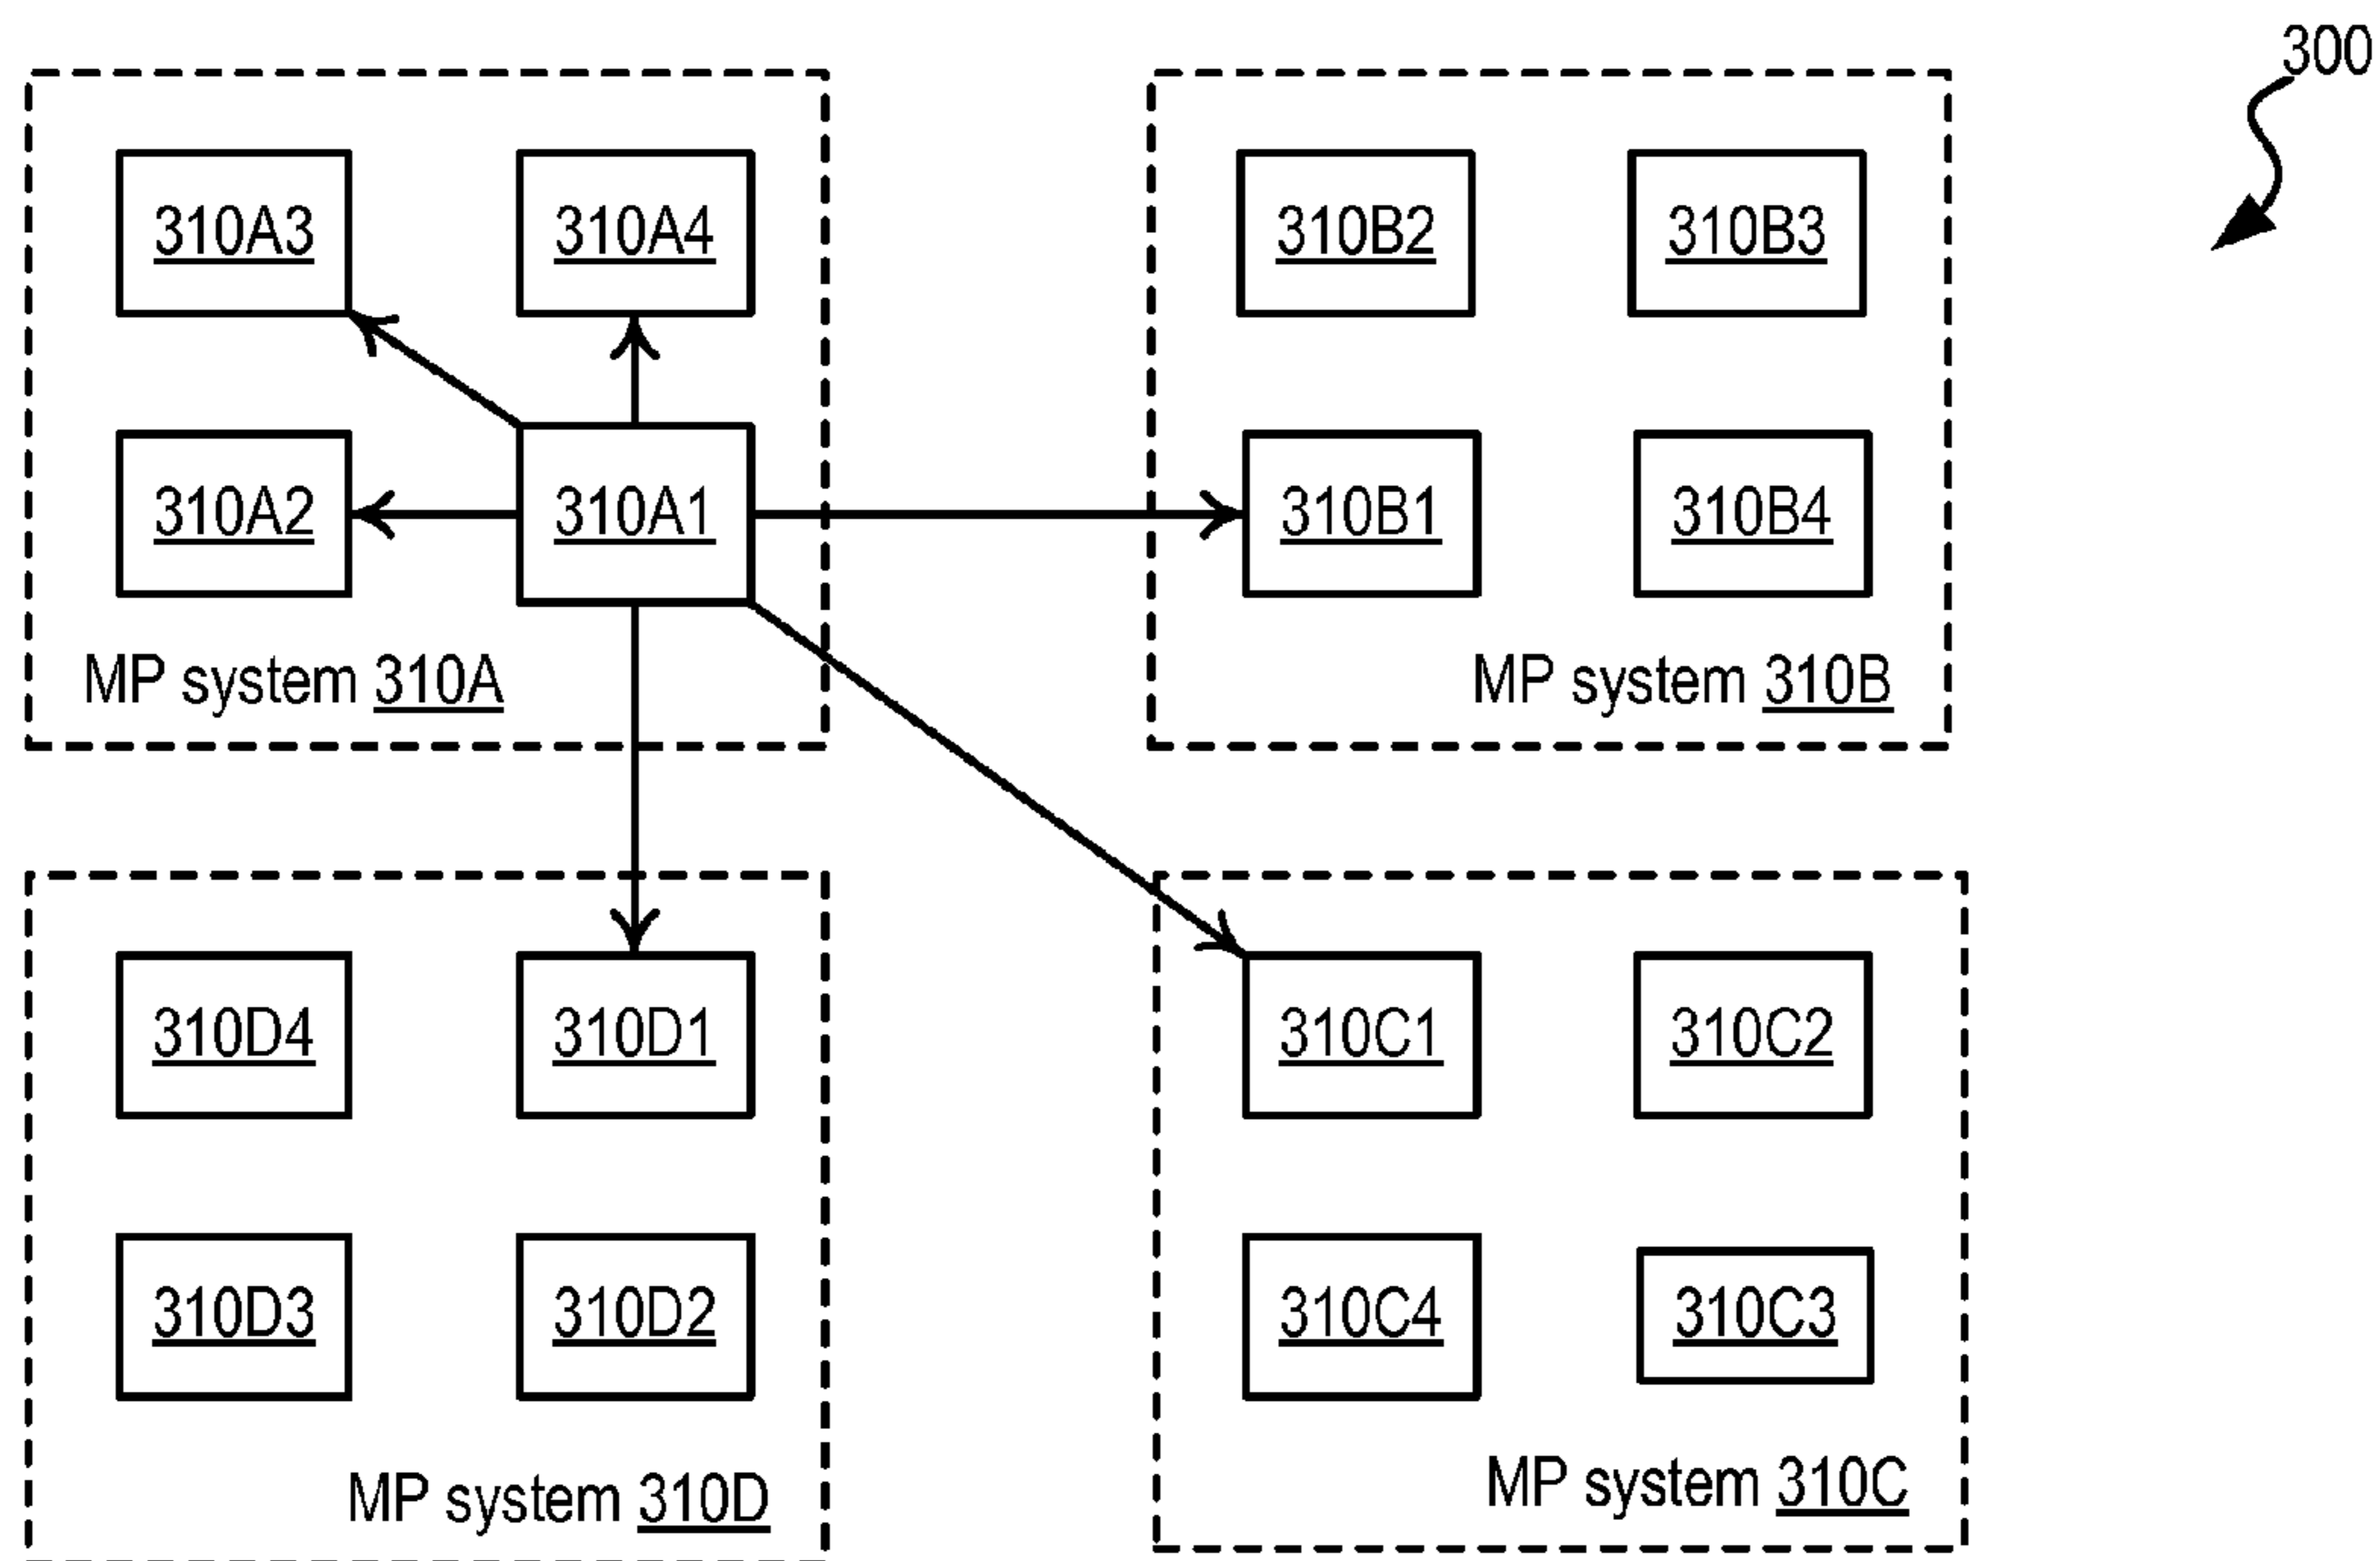 300
310A3
310A4
310A2
310A1
MP system 310A
310B2
310B3
310B1
310B4
MP system 310B
310D4
310D1
310D3
310D2
MP system 310D
310C1
310C2
310C4
310C3
MP system 310C